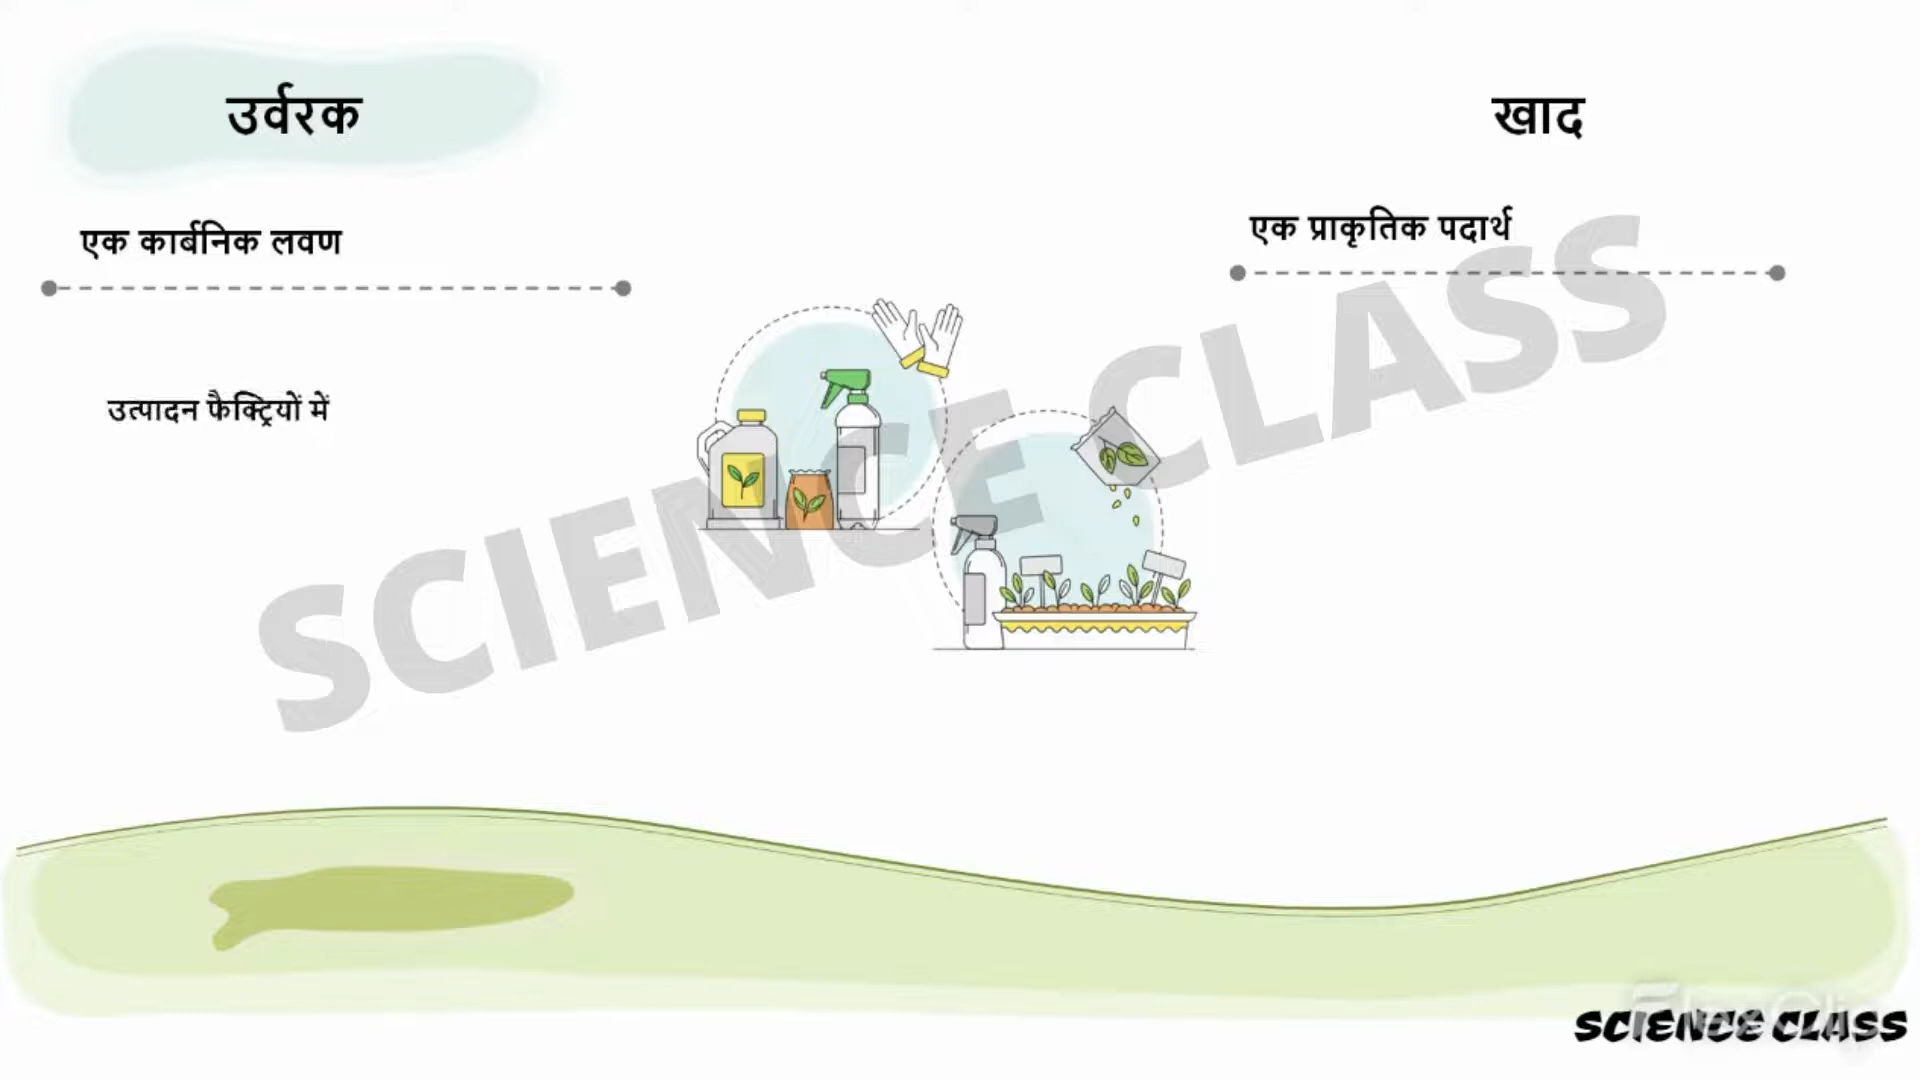 उर्वरक
खाद
एक कार्बनिक लवण
एक प्राकृतिक पदार्थ
उत्पादन फैक्ट्रियों में
SCIENCE CLASS
SCIENCE CLASS